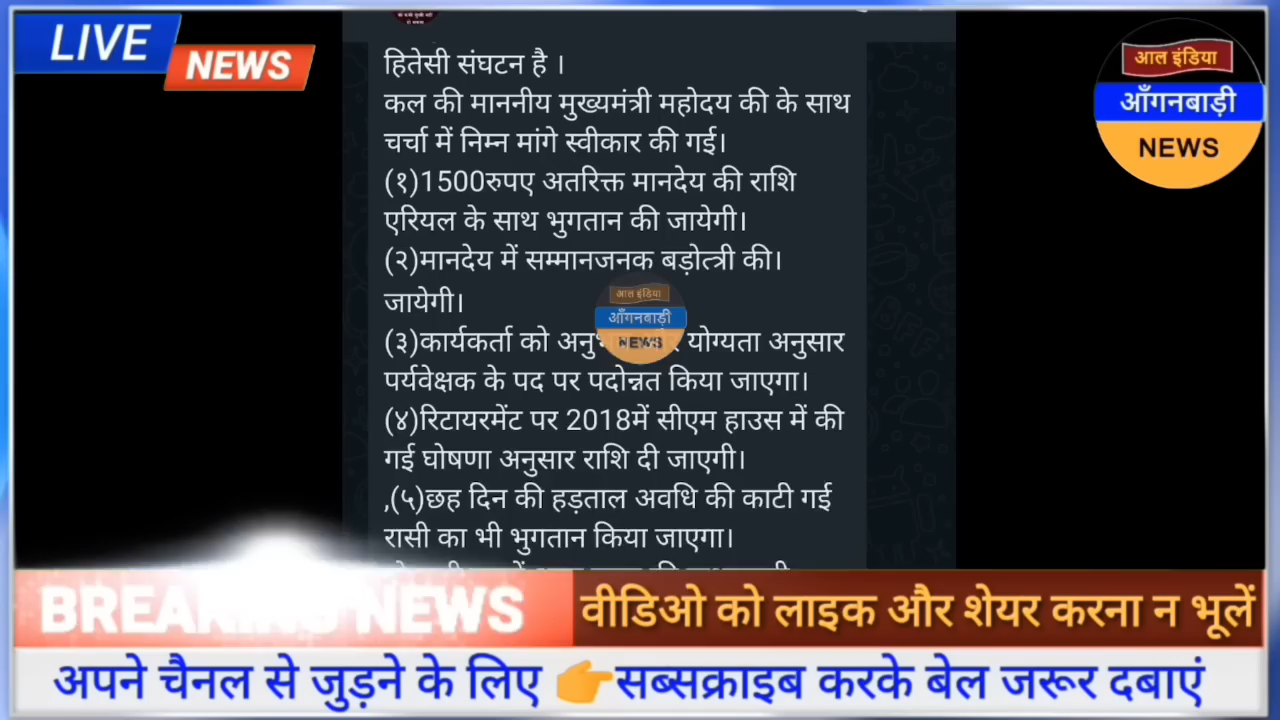 LIVE
NEWS
आल इंडिया
आँगनबाड़ी
NEWS
हितेसी संघटन है ।
कल की माननीय मुख्यमंत्री महोदय की के साथ
चर्चा में निम्न मांगे स्वीकार की गई।
(१)1500रुपए अतरिक्त मानदेय की राशि
एरियल के साथ भुगतान की जायेगी।
(२)मानदेय में सम्मानजनक बड़ोत्त्री की।
जायेगी।
आल इंडिया
आँगनबाड़ी
NEWS
(३)कार्यकर्ता को योग्यता अनुसार
पर्यवेक्षक के पद पर पदोन्नत किया जाएगा।
(४)रिटायरमेंट पर 2018में सीएम हाउस में की
गई घोषणा अनुसार राशि दी जाएगी।
,(५)छह दिन की हड़ताल अवधि की काटी गई
रासी का भी भुगतान किया जाएगा।
BREAKING NEWS
वीडिओ को लाइक और शेयर करना न भूलें
अपने चैनल से जुड़ने के लिए 👉सब्सक्राइब करके बेल जरूर दबाएं